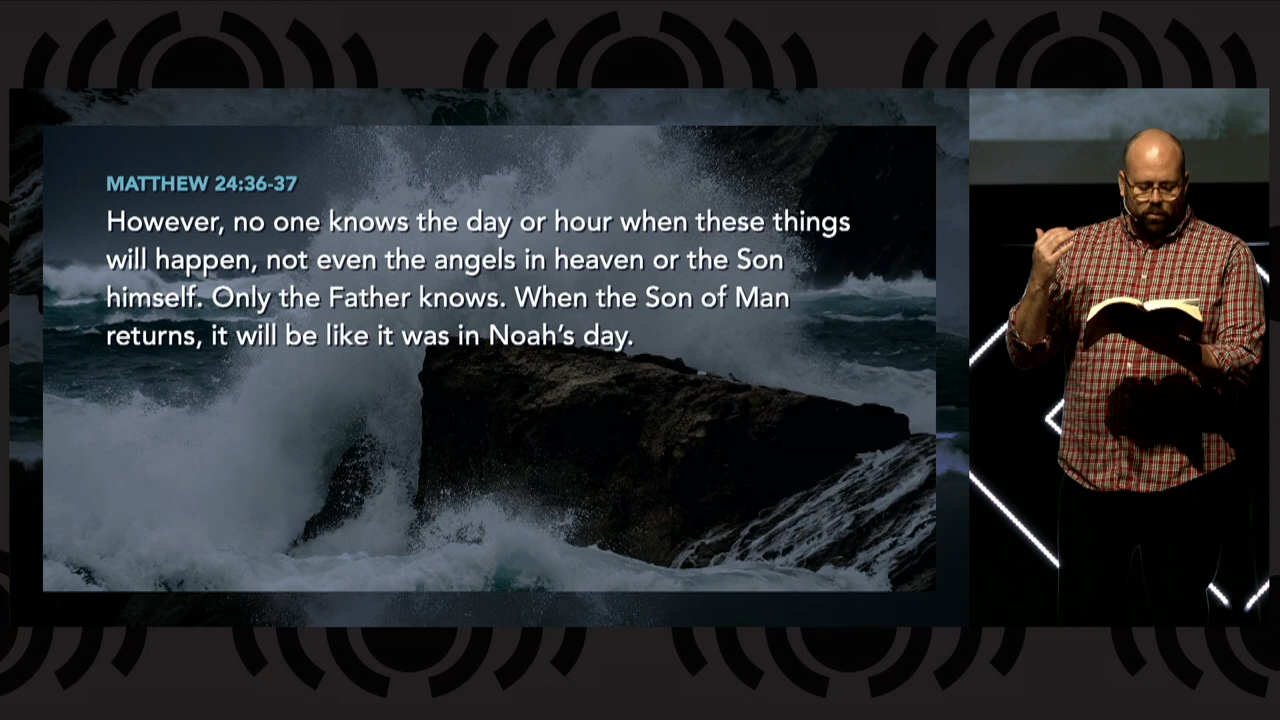 MATTHEW 24:36-37
However, no one knows the day or hour when these things
will happen, not even the angels in heaven or the Son
himself. Only the Father knows. When the Son of Man
returns, it will be like it was in Noah’s day.